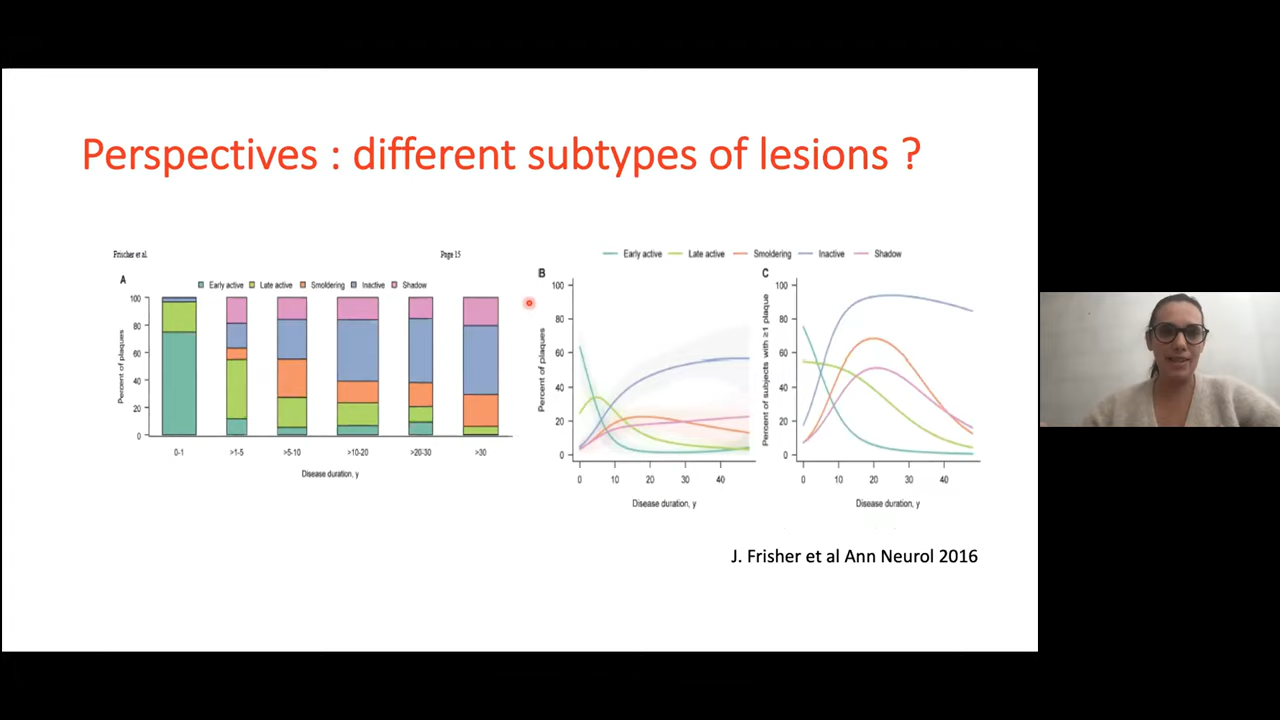 Perspectives : different subtypes of lesions ?
Frischer et al.
Page 15
A
Early active Late active Smoldering Inactive Shadow
Percent of plaques
100
80
60
40
20
0
0-1 >1-5 >5-10 >10-20 >20-30 >30
Disease duration, y
Early active Late active Smoldering Inactive Shadow
B
Percent of plaques
100
80
60
40
20
0
0 10 20 30 40
Disease duration, y
C
Percent of subjects with ≥1 plaque
100
80
60
40
20
0
0 10 20 30 40
Disease duration, y
J. Frisher et al Ann Neurol 2016